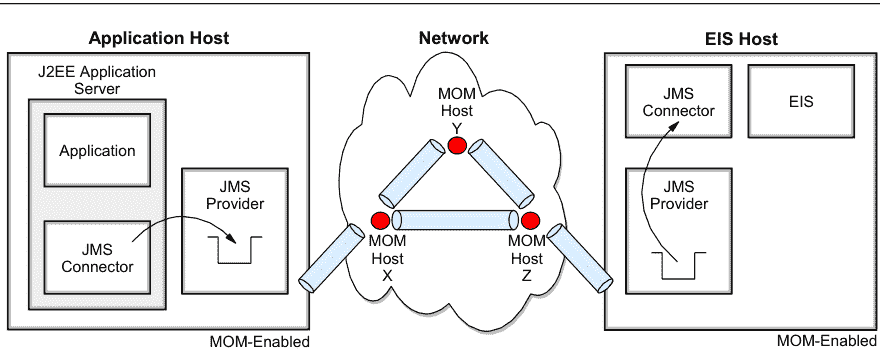 Application Host
Network
EIS Host
J2EE Application
Server
Application
JMS
Connector
JMS
Provider
MOM-Enabled
MOM
Host
Y
MOM
Host
X
MOM
Host
Z
JMS
Connector
EIS
JMS
Provider
MOM-Enabled